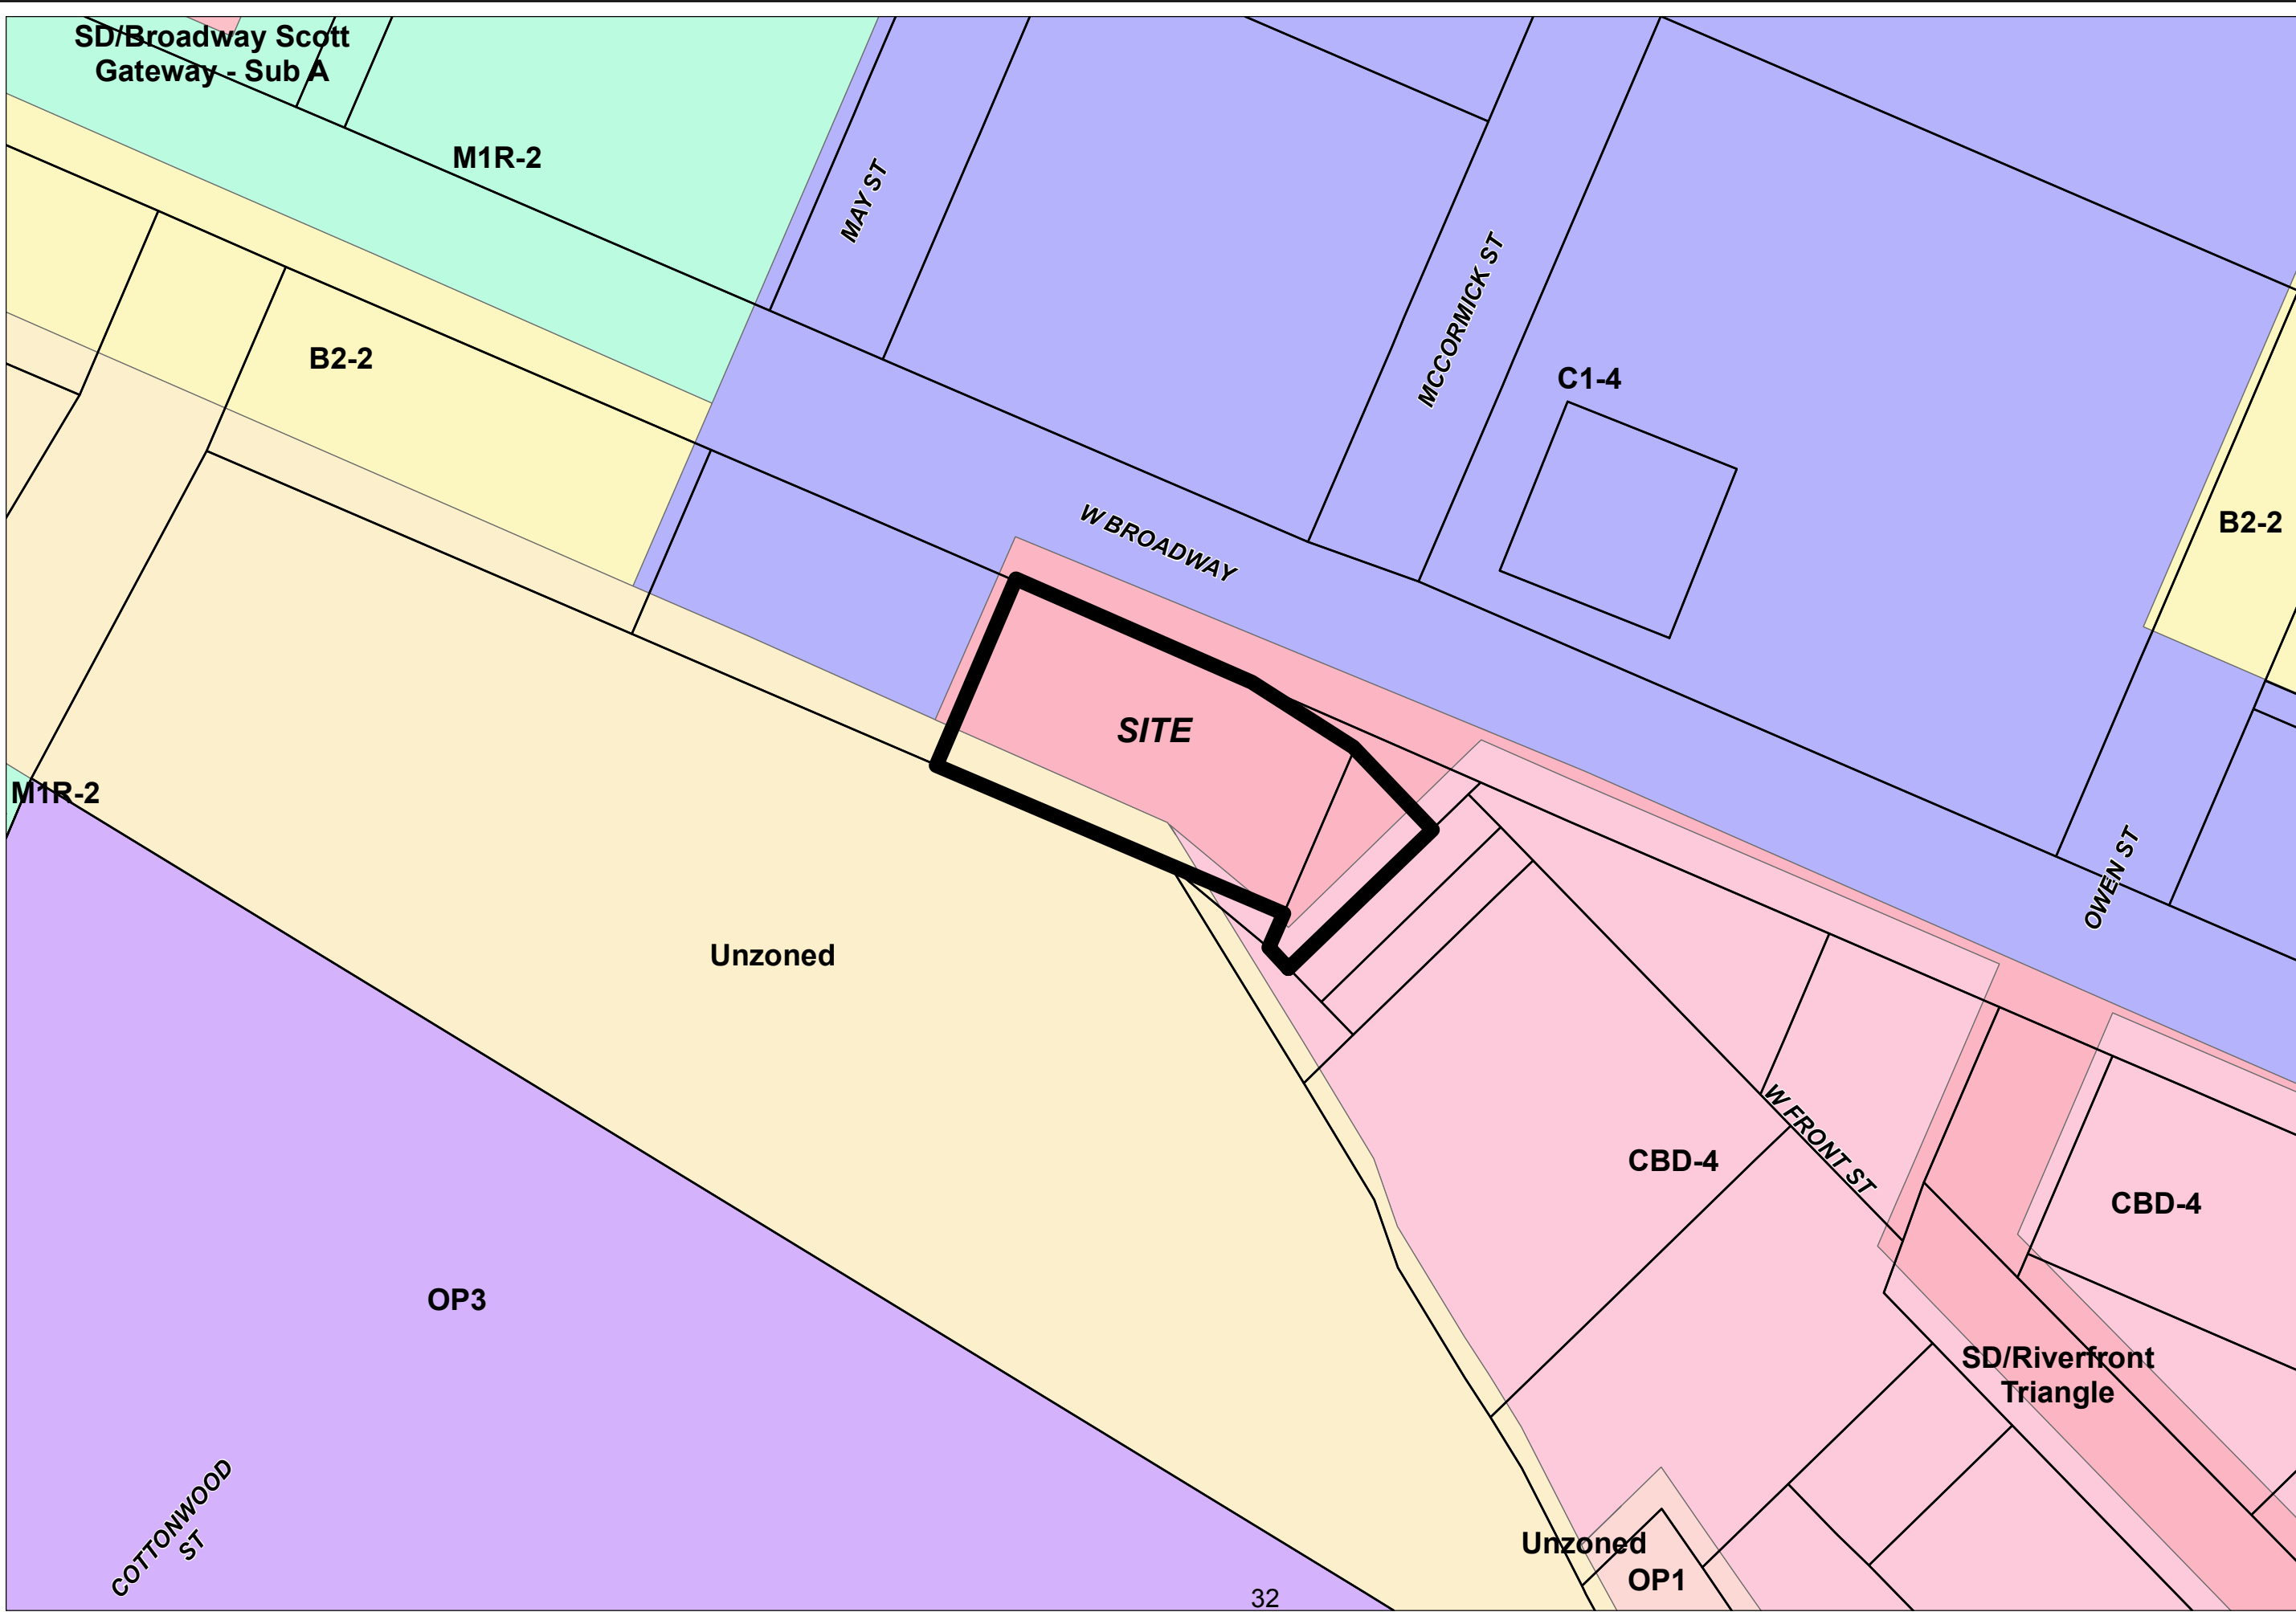 SD/Broadway Scott
Gateway - Sub A
M1R-2
MAY ST
MCCORMICK ST
B2-2
C1-4
B2-2
W BROADWAY
SITE
M1R-2
OWEN ST
Unzoned
W FRONT ST
CBD-4
CBD-4
OP3
SD/Riverfront
Triangle
COTTONWOOD
ST
Unzoned
OP1
32